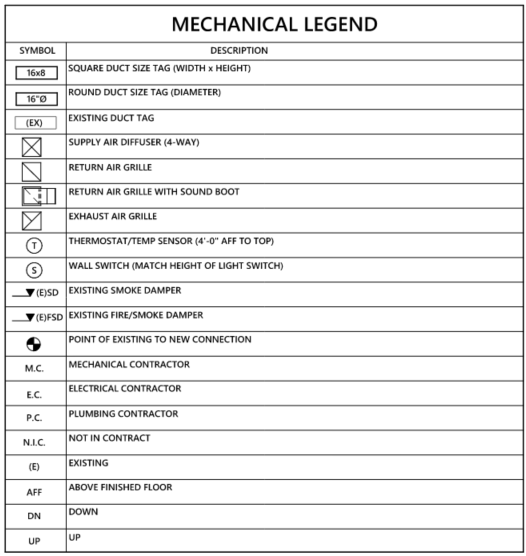 MECHANICAL LEGEND
SYMBOL DESCRIPTION
16x8 SQUARE DUCT SIZE TAG (WIDTH x HEIGHT)
16"Ø ROUND DUCT SIZE TAG (DIAMETER)
(EX) EXISTING DUCT TAG
SUPPLY AIR DIFFUSER (4-WAY)
RETURN AIR GRILLE
RETURN AIR GRILLE WITH SOUND BOOT
EXHAUST AIR GRILLE
T THERMOSTAT/TEMP SENSOR (4'-0" AFF TO TOP)
S WALL SWITCH (MATCH HEIGHT OF LIGHT SWITCH)
(E)SD EXISTING SMOKE DAMPER
(E)FSD EXISTING FIRE/SMOKE DAMPER
POINT OF EXISTING TO NEW CONNECTION
M.C. MECHANICAL CONTRACTOR
E.C. ELECTRICAL CONTRACTOR
P.C. PLUMBING CONTRACTOR
N.I.C. NOT IN CONTRACT
(E) EXISTING
AFF ABOVE FINISHED FLOOR
DN DOWN
UP UP